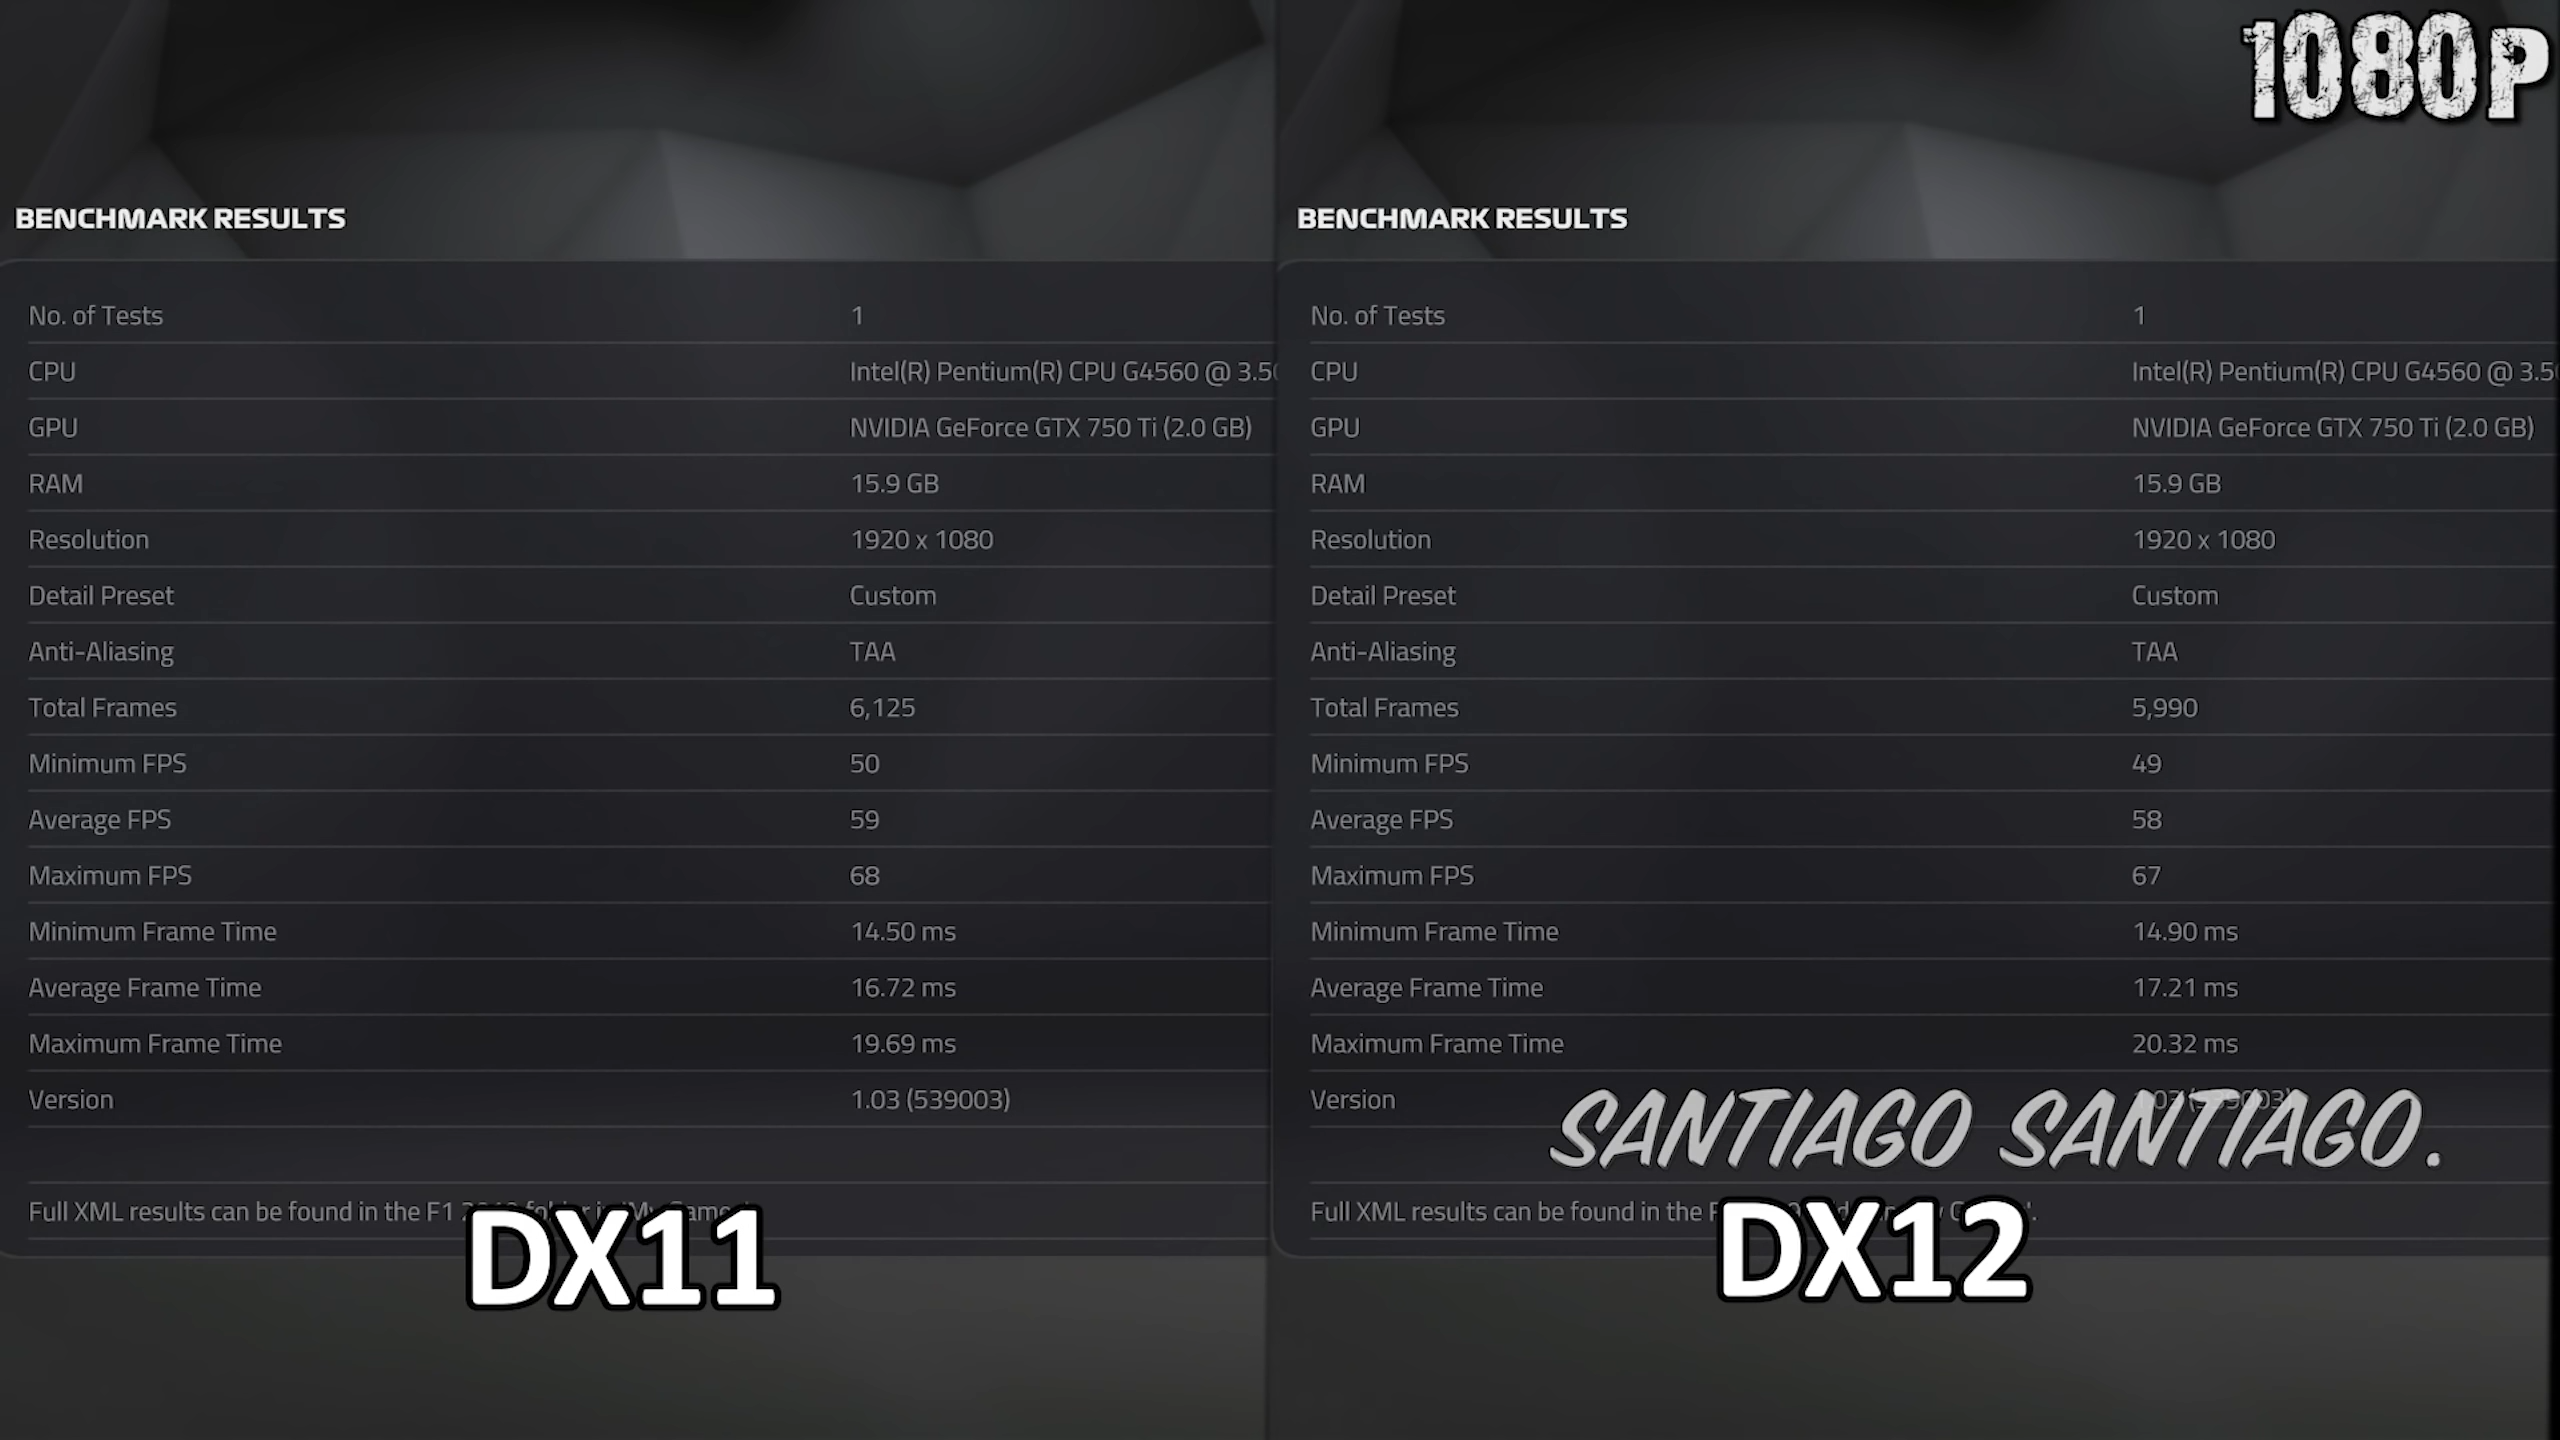 1080P
BENCHMARK RESULTS
No. of Tests 1
CPU Intel(R) Pentium(R) CPU G4560 @ 3.50
GPU NVIDIA GeForce GTX 750 Ti (2.0 GB)
RAM 15.9 GB
Resolution 1920 x 1080
Detail Preset Custom
Anti-Aliasing TAA
Total Frames 6,125
Minimum FPS 50
Average FPS 59
Maximum FPS 68
Minimum Frame Time 14.50 ms
Average Frame Time 16.72 ms
Maximum Frame Time 19.69 ms
Version 1.03 (539003)
Full XML results can be found in the F1
DX11
BENCHMARK RESULTS
No. of Tests 1
CPU Intel(R) Pentium(R) CPU G4560 @ 3.5
GPU NVIDIA GeForce GTX 750 Ti (2.0 GB)
RAM 15.9 GB
Resolution 1920 x 1080
Detail Preset Custom
Anti-Aliasing TAA
Total Frames 5,990
Minimum FPS 49
Average FPS 58
Maximum FPS 67
Minimum Frame Time 14.90 ms
Average Frame Time 17.21 ms
Maximum Frame Time 20.32 ms
Version
SANTIAGO SANTIAGO.
Full XML results can be found in the
DX12